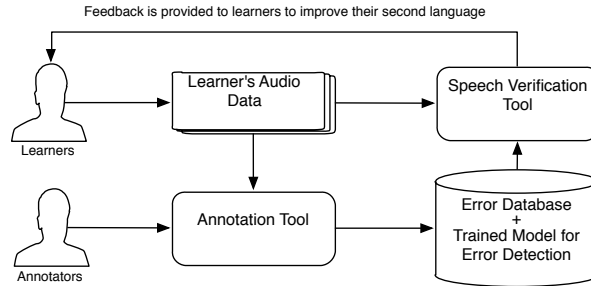 Feedback is provided to learners to improve their second language
Learner's Audio
Data
Speech Verification
Tool
Learners
Annotation Tool
Error Database
+
Trained Model for
Error Detection
Annotators